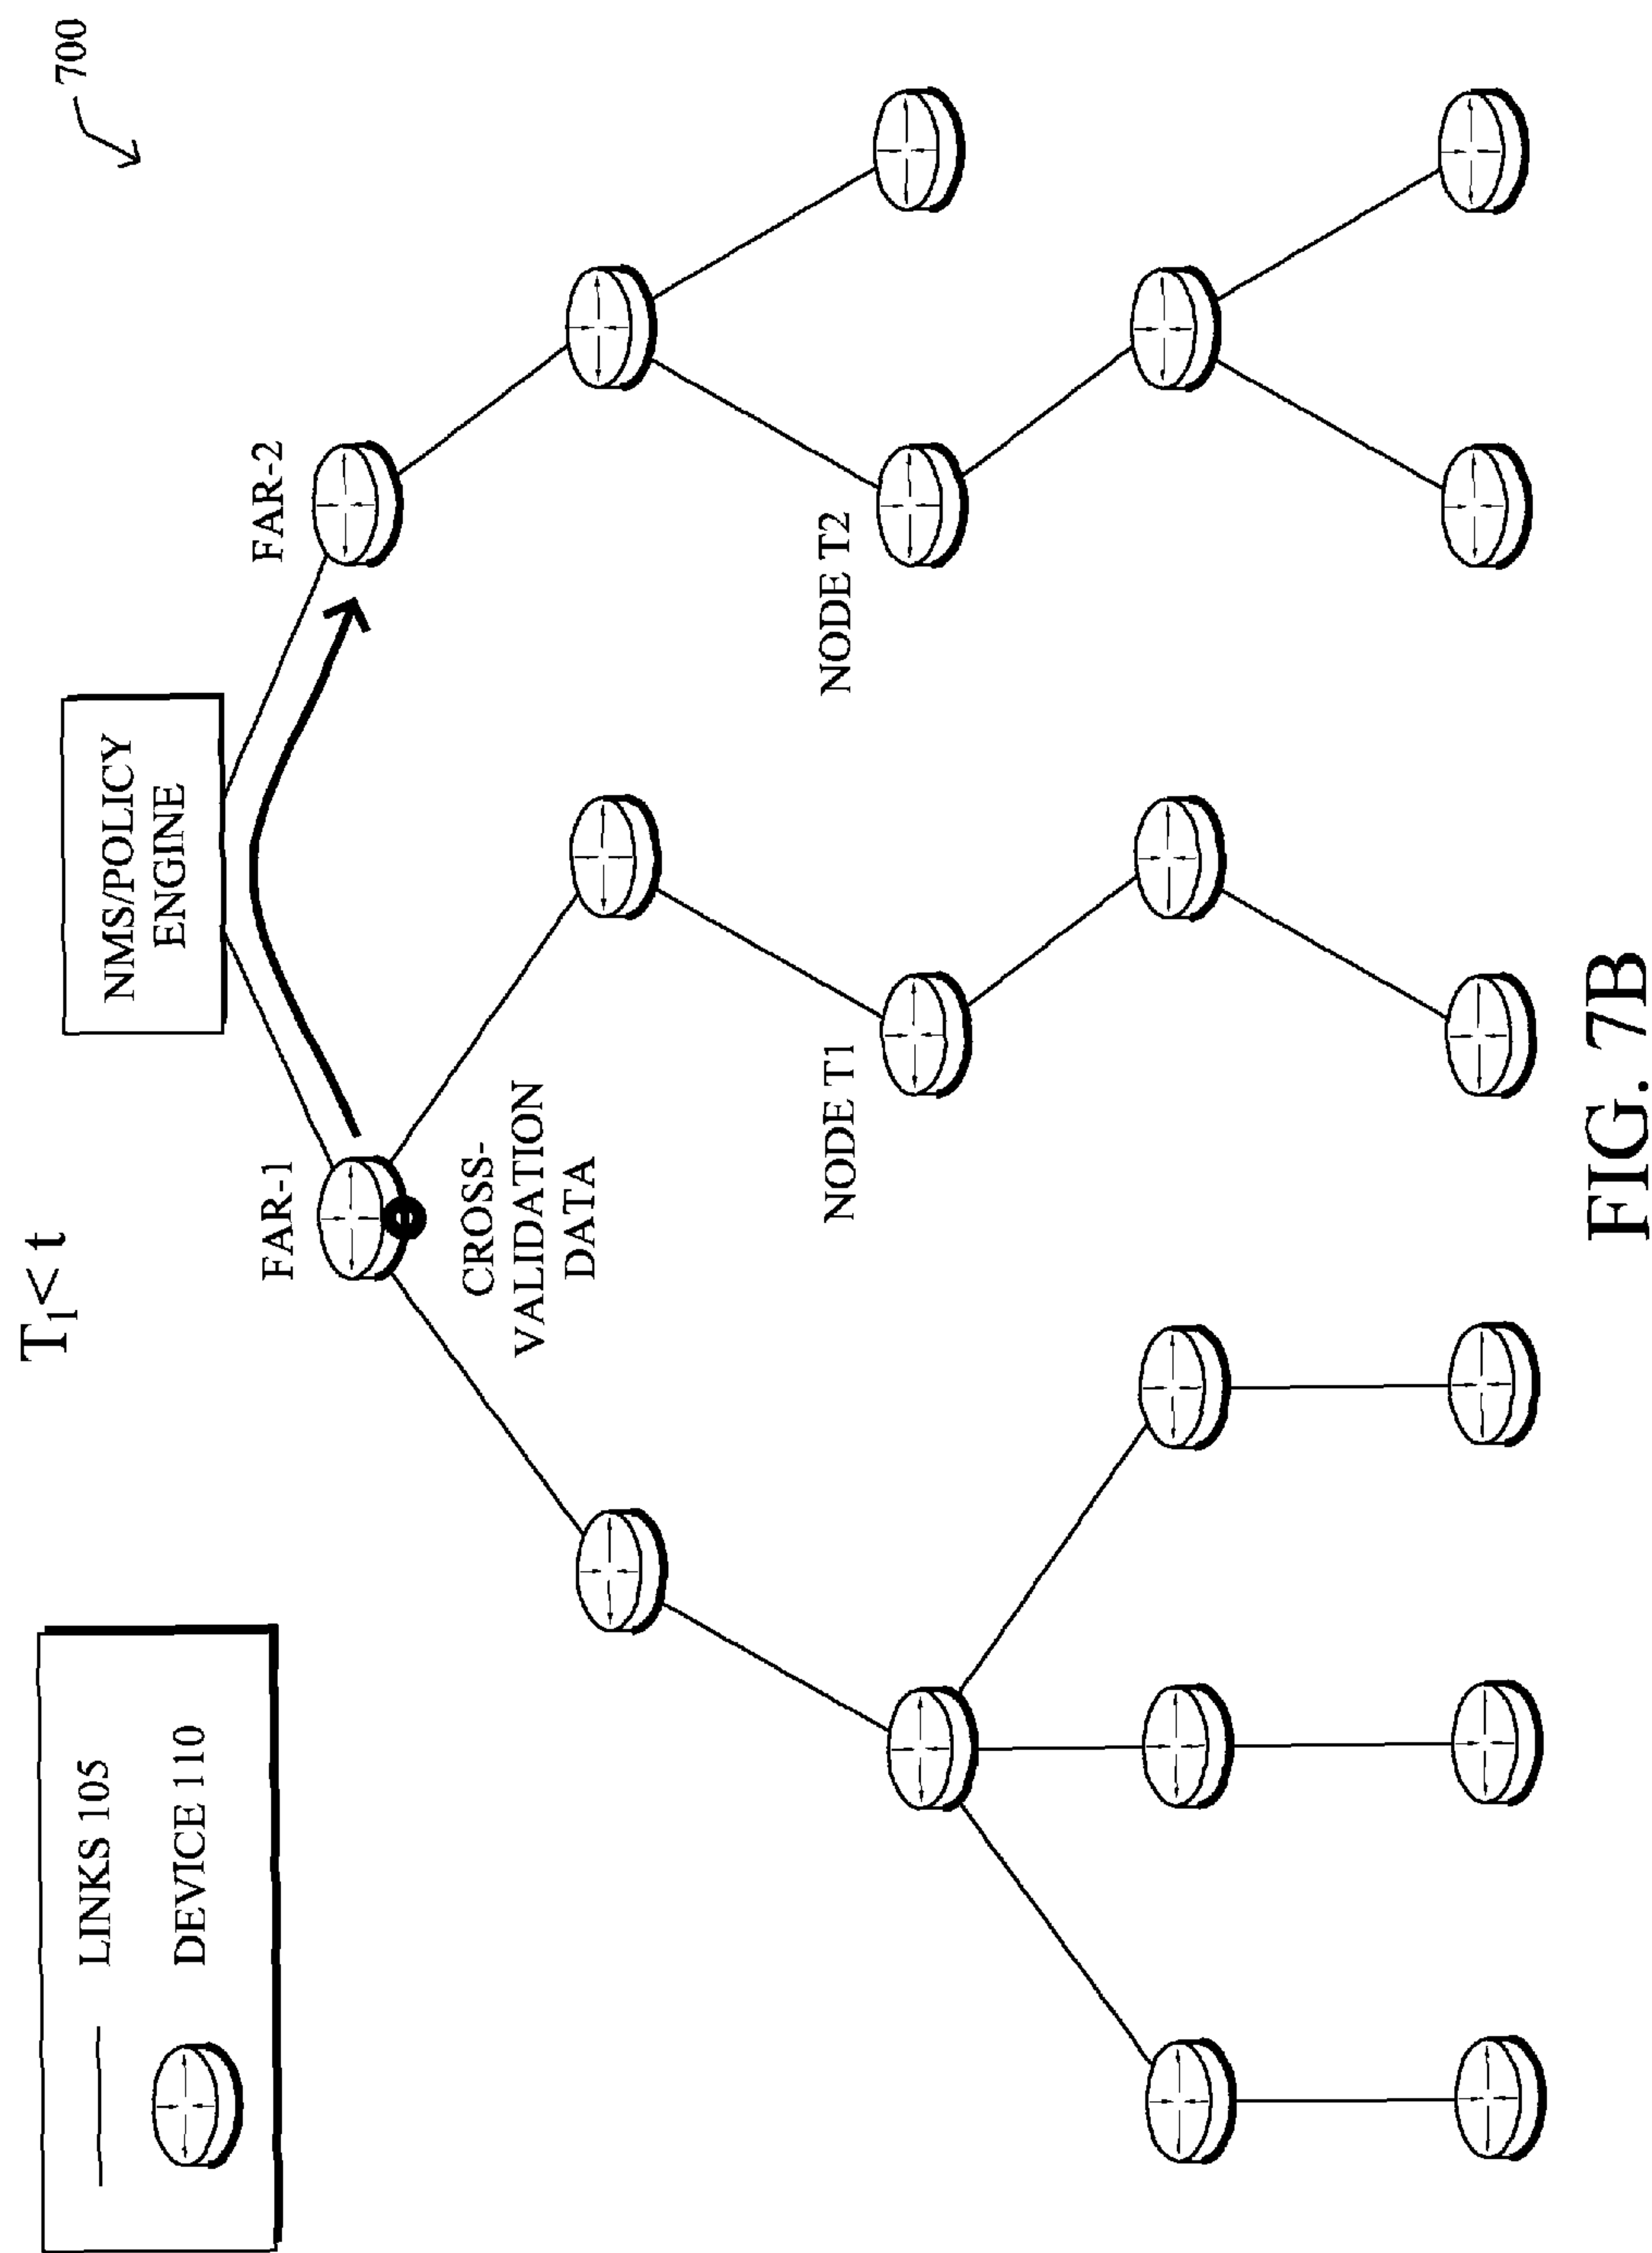 700
T1< t
LINKS 105
DEVICE 110
NMS/POLICY
ENGINE
FAR-1
FAR-2
CROSS-
VALIDATION
DATA
NODE T1
NODE T2
FIG. 7B